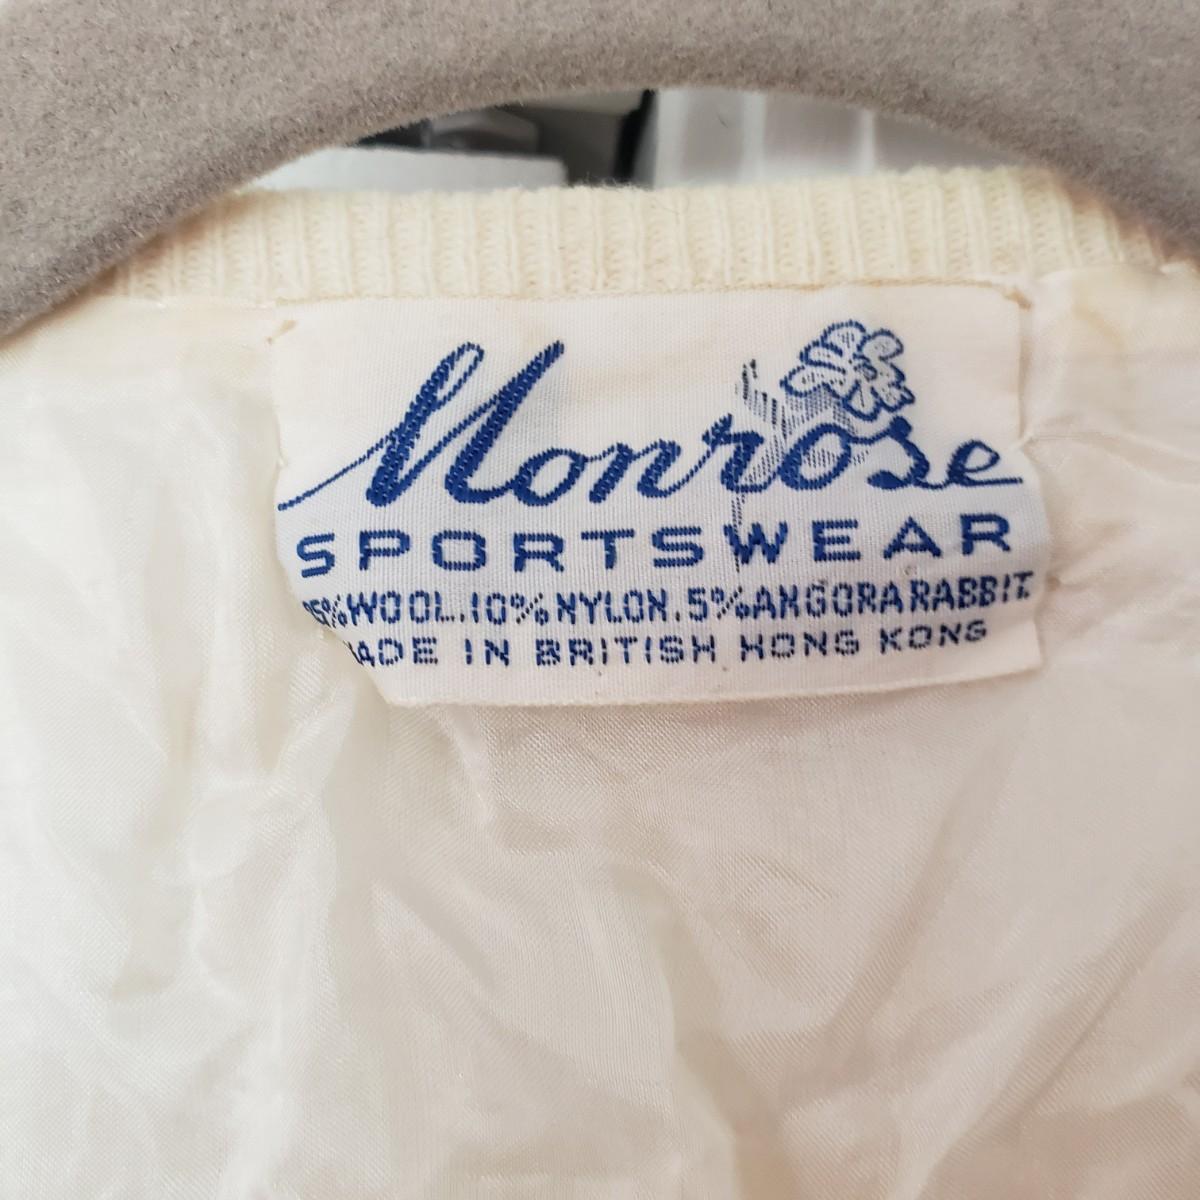 Monrose
SPORTSWEAR
85% WOOL. 10% NYLON. 5% ANGORA RABBIT.
MADE IN BRITISH HONG KONG